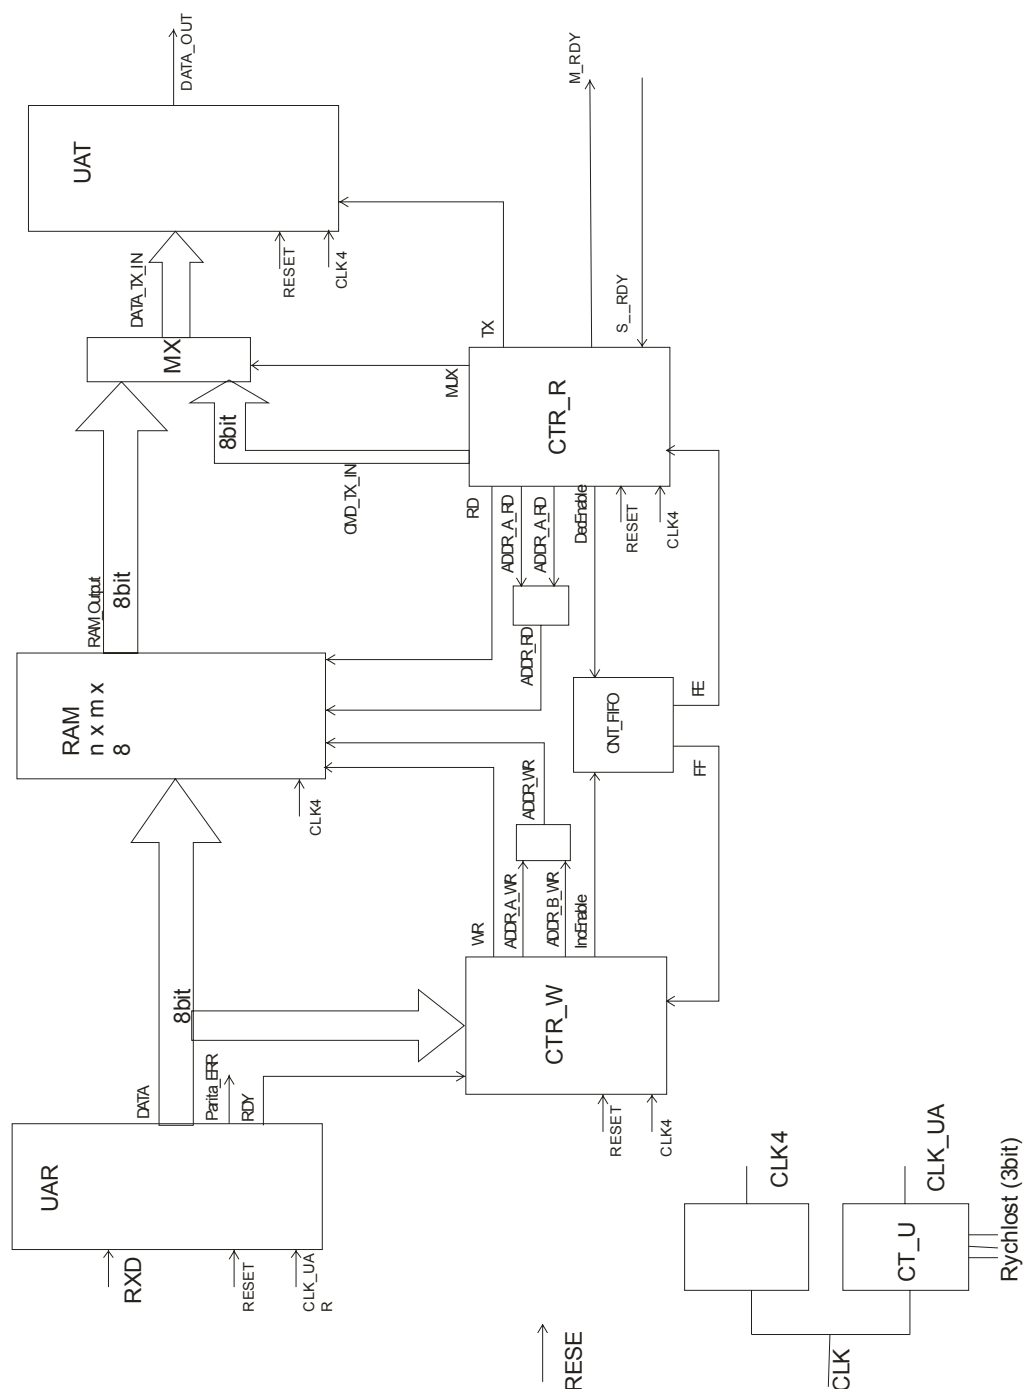 DATA_OUT
M_RDY
UAT
RESET
CLK4
DATA_TX_IN
MX
TX
S__RDY
MUX
CTR_R
8bit
CMD_TX_IN
RD
ADDR_A_RD
ADDR_A_RD
DecEnable
RESET
CLK4
RAM_Output
8bit
ADDR_RD
RAM
n x m x
8
CNT_FIFO
FE
FF
CLK4
ADDR_WR
WR
ADDR_A_WR
ADDR_B_WR
IncEnable
8bit
CTR_W
DATA
Parita_ERR
RDY
RESET
CLK4
UAR
RXD
RESET
CLK_UA
R
CLK4
CLK_UA
CT_U
Rychlost (3bit)
RESE
CLK